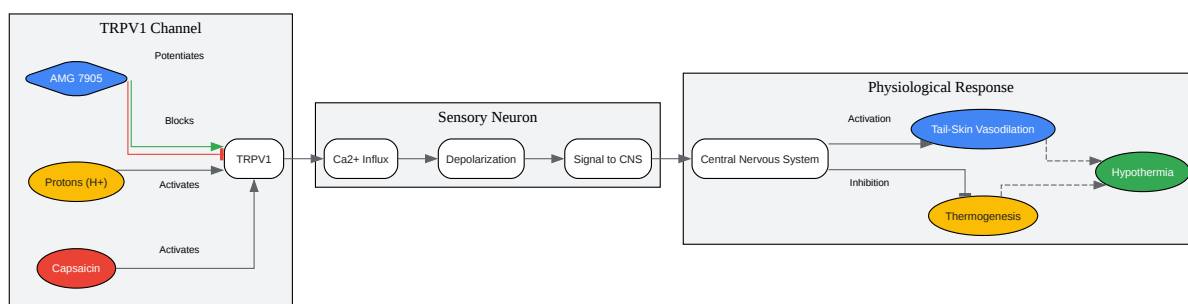 TRPV1 Channel
Potentiates
AMG 7905
Blocks
TRPV1
Protons (H+)
Activates
Activates
Capsaicin
Sensory Neuron
Ca2+ Influx
Depolarization
Signal to CNS
Physiological Response
Central Nervous System
Activation
Tail-Skin Vasodilation
Inhibition
Thermogenesis
Hypothermia